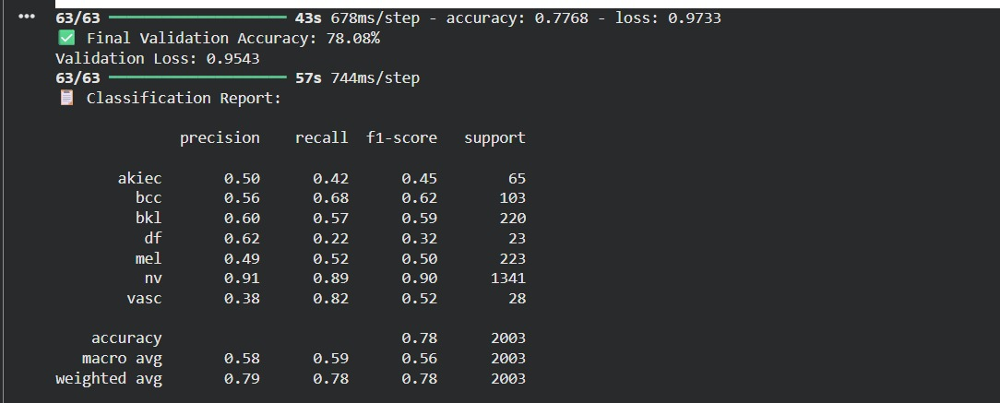 ••• 63/63 ━━━━━━━━━━━━━━━━━━━━ 43s 678ms/step - accuracy: 0.7768 - loss: 0.9733
✅ Final Validation Accuracy: 78.08%
Validation Loss: 0.9543
63/63 ━━━━━━━━━━━━━━━━━━━━ 57s 744ms/step
📋 Classification Report:
precision recall f1-score support
akiec 0.50 0.42 0.45 65
bcc 0.56 0.68 0.62 103
bkl 0.60 0.57 0.59 220
df 0.62 0.22 0.32 23
mel 0.49 0.52 0.50 223
nv 0.91 0.89 0.90 1341
vasc 0.38 0.82 0.52 28
accuracy 0.78 2003
macro avg 0.58 0.59 0.56 2003
weighted avg 0.79 0.78 0.78 2003